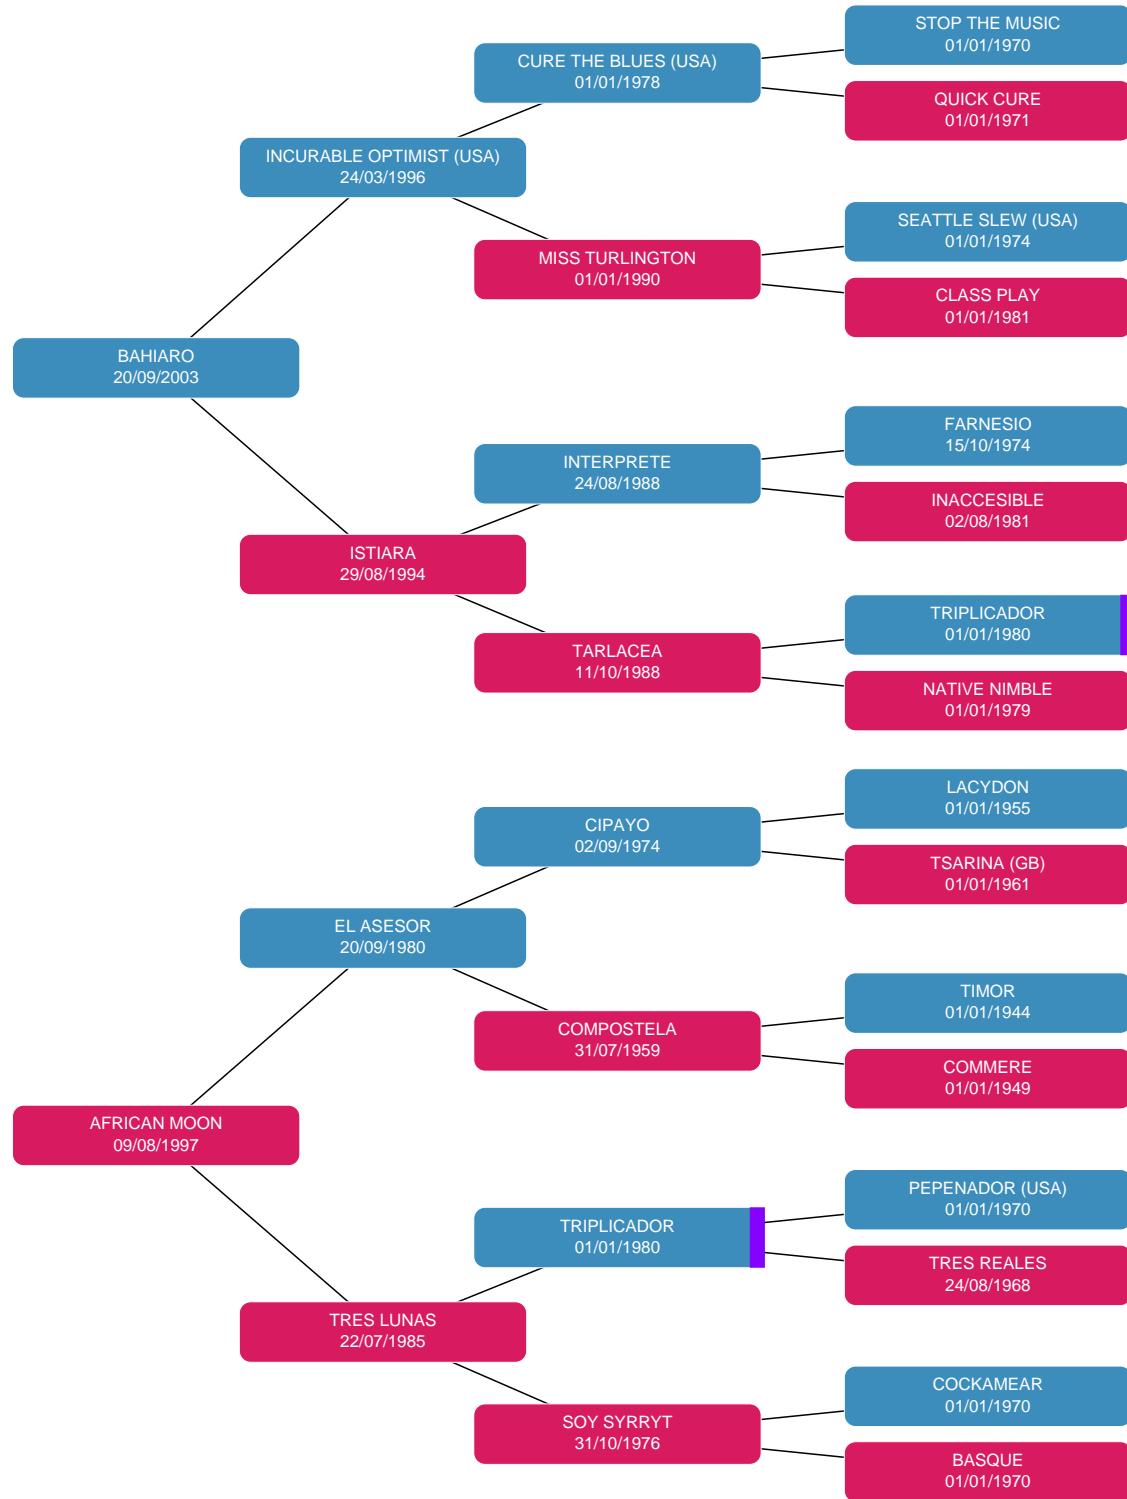 STOP THE MUSIC
01/01/1970
CURE THE BLUES (USA)
01/01/1978
QUICK CURE
01/01/1971
INCURABLE OPTIMIST (USA)
24/03/1996
SEATTLE SLEW (USA)
01/01/1974
MISS TURLINGTON
01/01/1990
CLASS PLAY
01/01/1981
BAHIARO
20/09/2003
FARNESIO
15/10/1974
INTERPRETE
24/08/1988
INACCESIBLE
02/08/1981
ISTIARA
29/08/1994
TRIPLICADOR
01/01/1980
TARLACEA
11/10/1988
NATIVE NIMBLE
01/01/1979
LACYDON
01/01/1955
CIPAYO
02/09/1974
TSARINA (GB)
01/01/1961
EL ASESOR
20/09/1980
TIMOR
01/01/1944
COMPOSTELA
31/07/1959
COMMERE
01/01/1949
AFRICAN MOON
09/08/1997
PEPENADOR (USA)
01/01/1970
TRIPLICADOR
01/01/1980
TRES REALES
24/08/1968
TRES LUNAS
22/07/1985
COCKAMEAR
01/01/1970
SOY SYRRYT
31/10/1976
BASQUE
01/01/1970